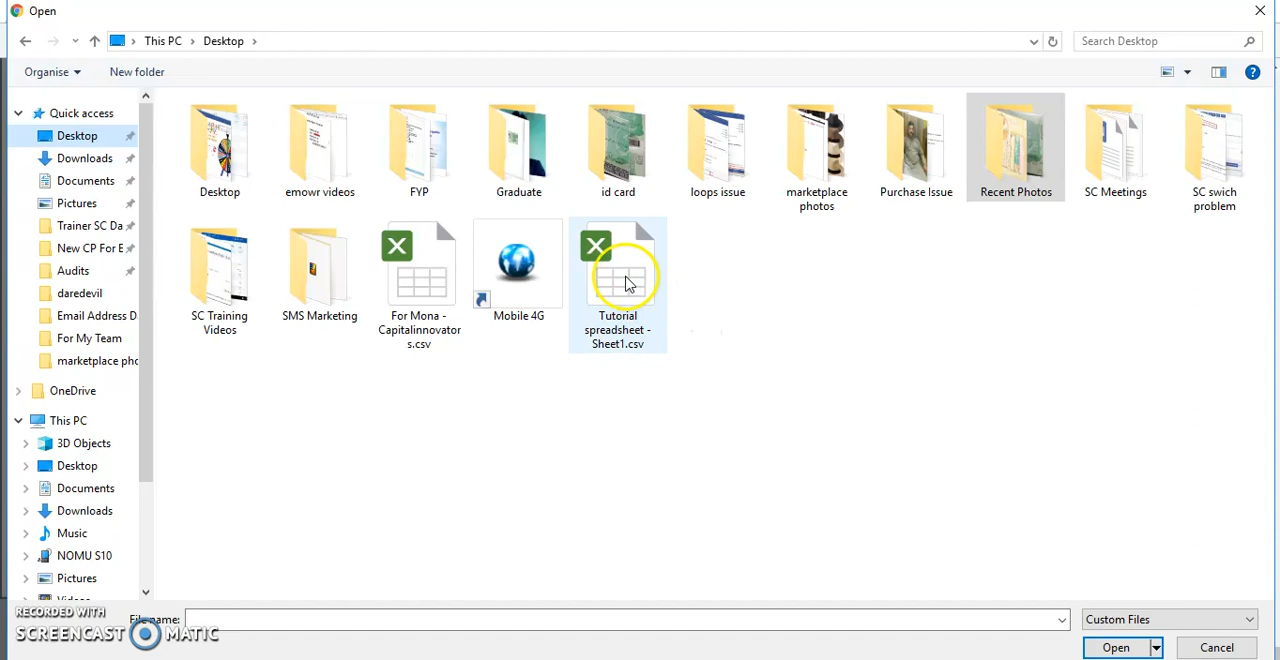 Open
This PC > Desktop >
Search Desktop
Organise
New folder
Quick access
Desktop
Downloads
Documents
Pictures
Trainer SC Da
New CP For E
Audits
daredevil
Email Address D
For My Team
marketplace pho
OneDrive
This PC
3D Objects
Desktop
Documents
Downloads
Music
NOMU S10
Pictures
Desktop
emowr videos
FYP
Graduate
id card
loops issue
marketplace
photos
Purchase Issue
Recent Photos
SC Meetings
SC swich
problem
SC Training
Videos
SMS Marketing
For Mona -
Capitalinnovator
s.csv
Mobile 4G
Tutorial
spreadsheet -
Sheet1.csv
File name:
Custom Files
Open
Cancel
RECORDED WITH
SCREENCAST MATIC